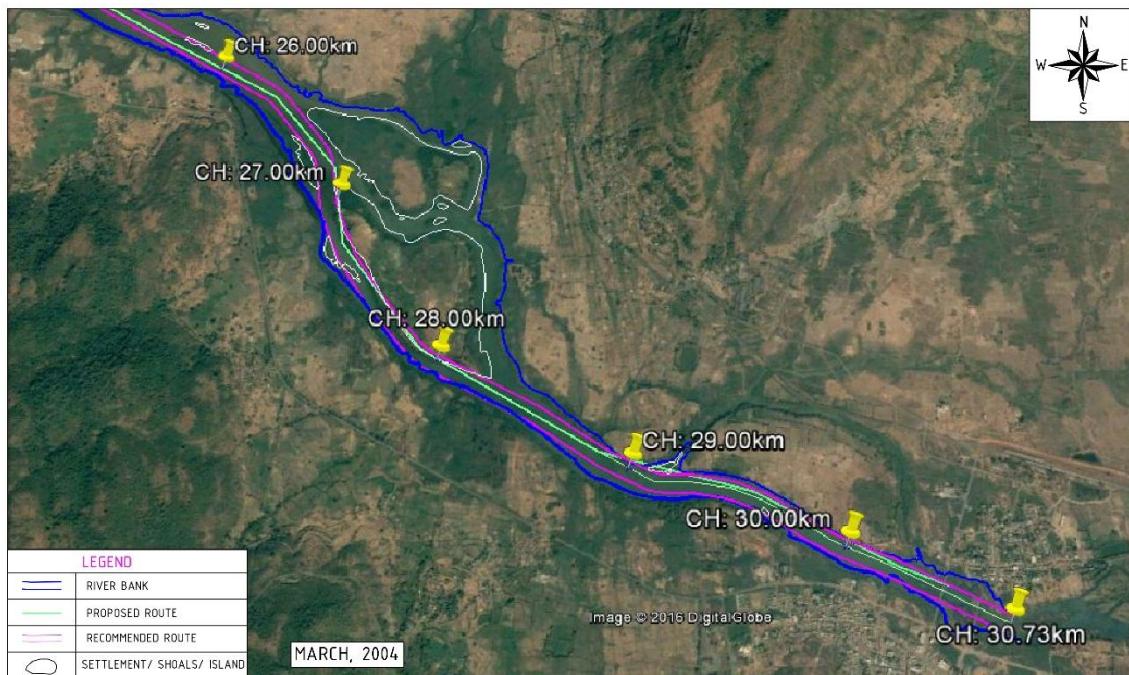 CH: 26.00km
N
W
E
S
CH: 27.00km
CH: 28.00km
CH: 29.00km
CH: 30.00km
CH: 30.73km
Image © 2016 DigitalGlobe
MARCH, 2004
LEGEND
RIVER BANK
PROPOSED ROUTE
RECOMMENDED ROUTE
SETTLEMENT/ SHOALS/ ISLAND